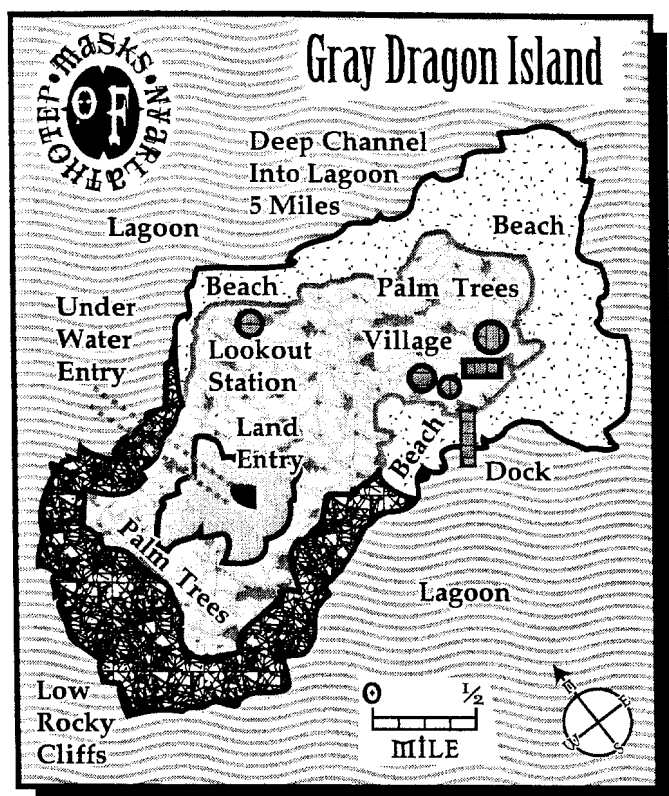 MASKS
OF
NYARLATHOTEP
Gray Dragon Island
Deep Channel
Into Lagoon
5 Miles
Lagoon
Beach
Beach
Palm Trees
Under
Water
Entry
Lookout
Station
Village
Land
Entry
Beach
Dock
Palm Trees
Lagoon
Low
Rocky
Cliffs
0 ½
MILE
N
E
W
S